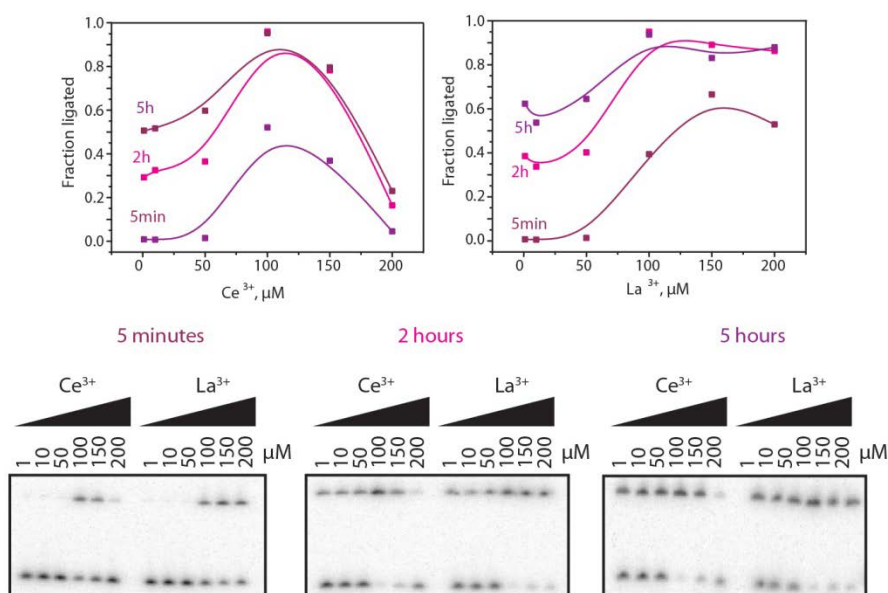 1.0
0.8
0.6
0.4
0.2
0.0
Fraction ligated
5h
2h
5min
0
50
100
150
200
Ce 3+, µM
1.0
0.8
0.6
0.4
0.2
0.0
Fraction ligated
5h
2h
5min
0
50
100
150
200
La 3+, µM
5 minutes
2 hours
5 hours
Ce3+
La3+
Ce3+
La3+
Ce3+
La3+
1 10 50 100 150 200
1 10 50 100 150 200
µM
1 10 50 100 150 200
1 10 50 100 150 200
µM
1 10 50 100 150 200
1 10 50 100 150 200
µM